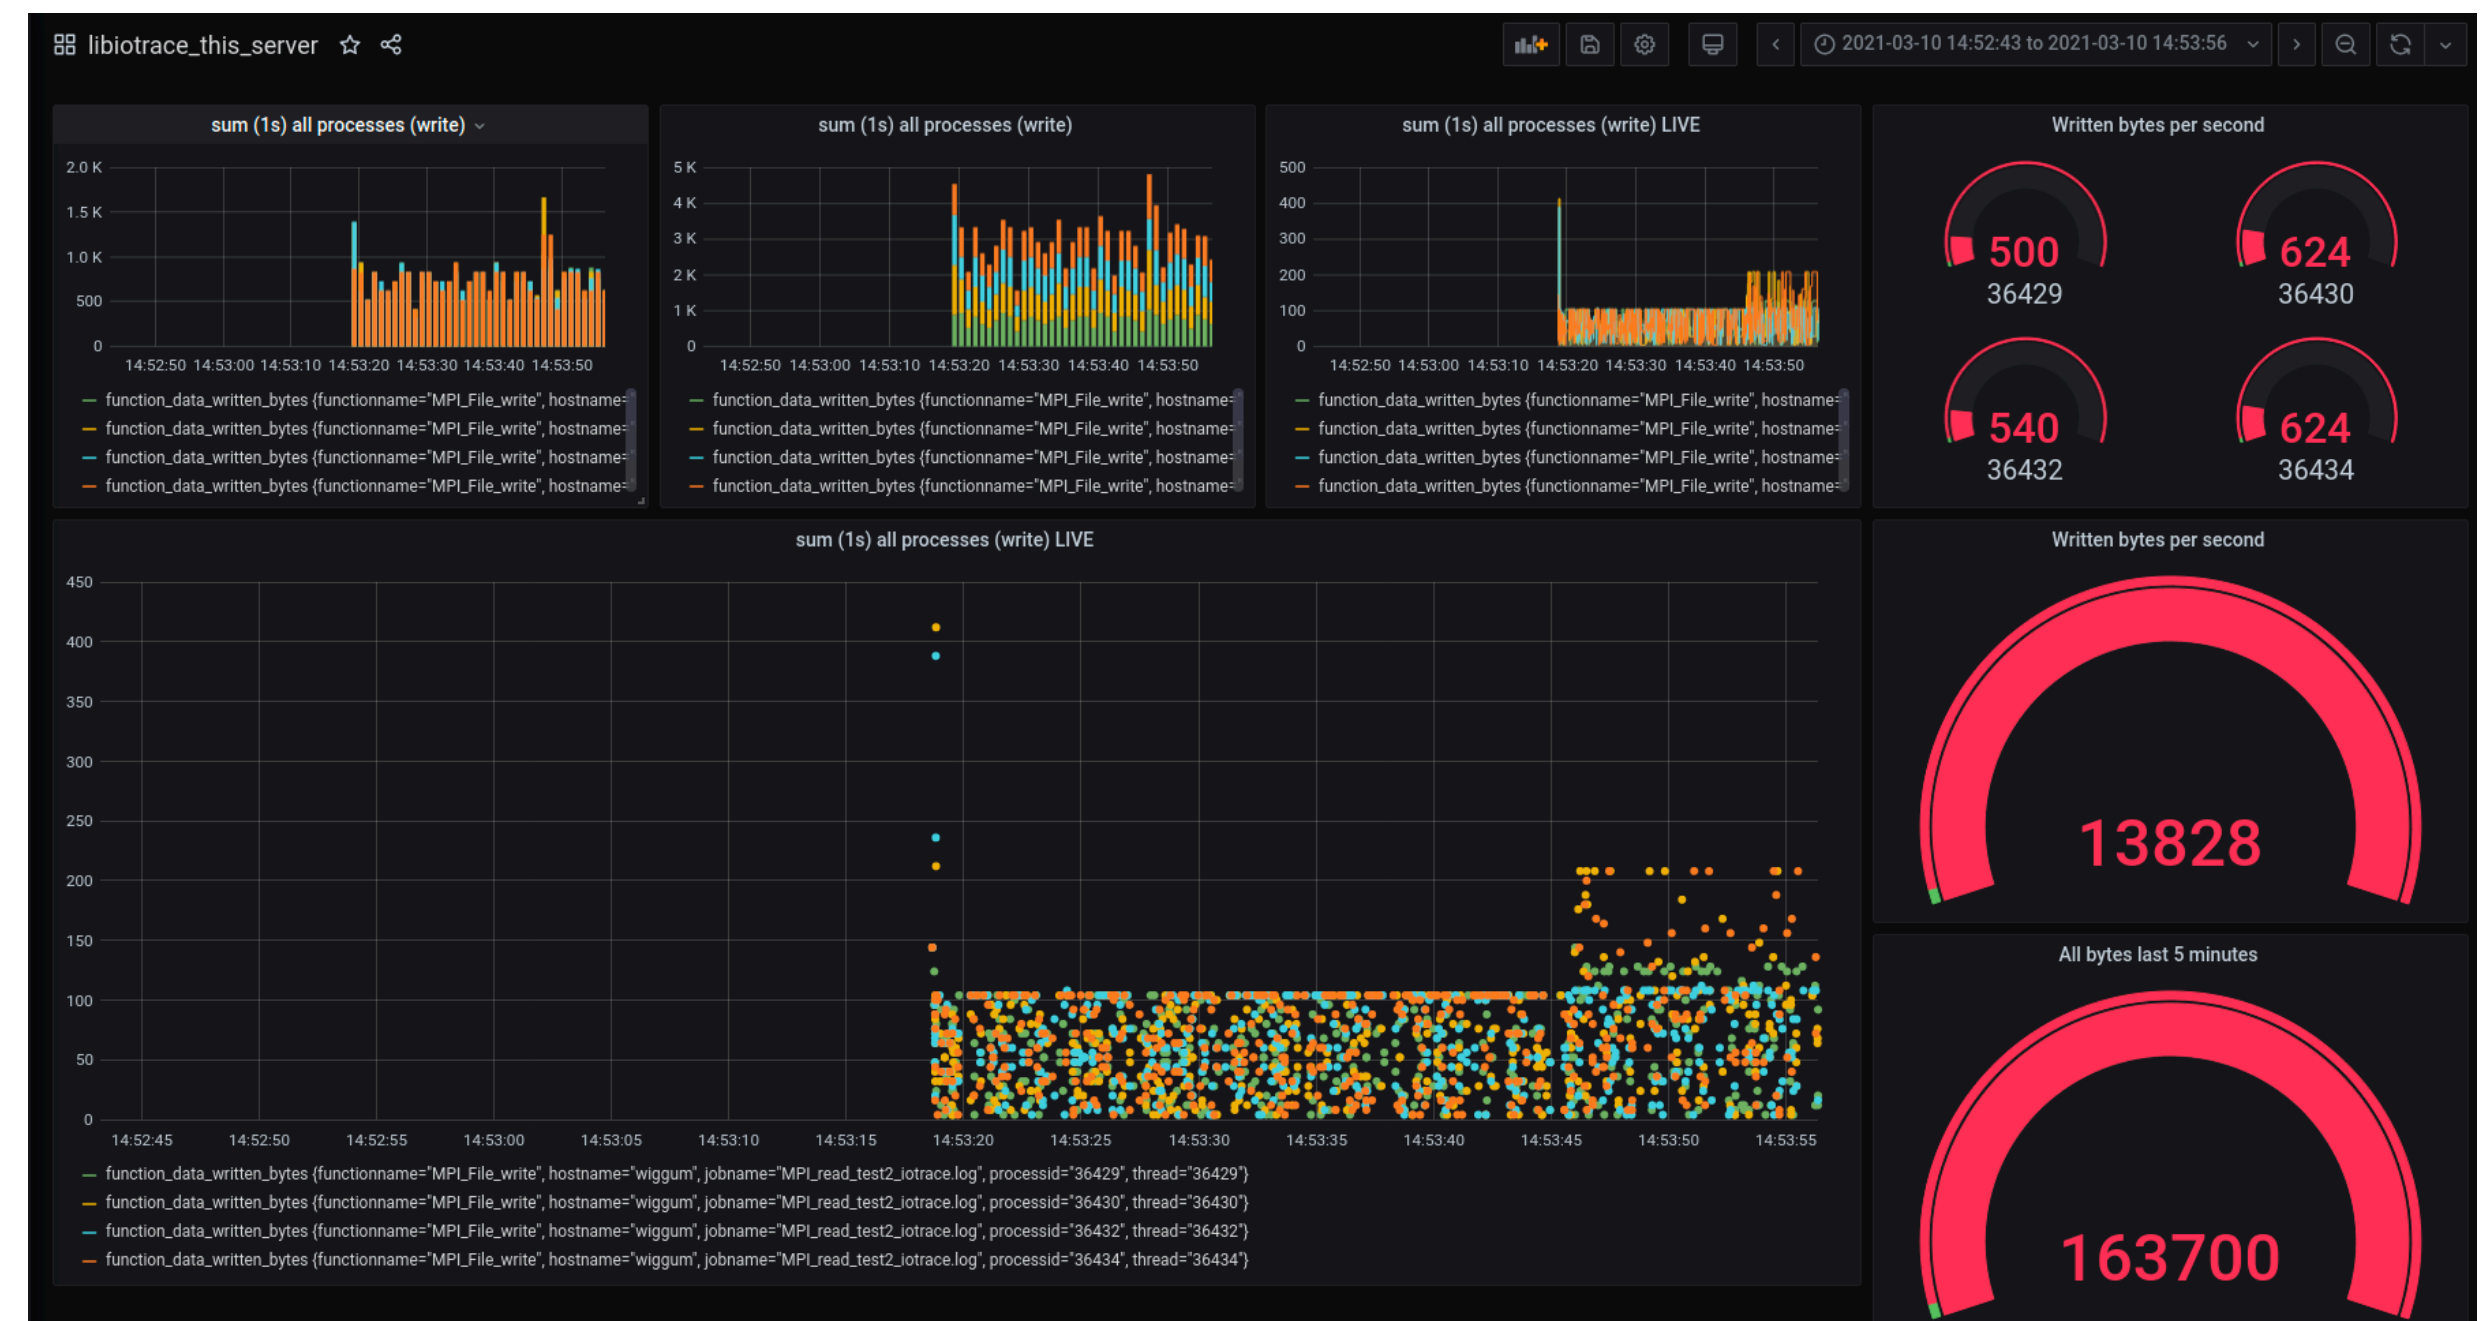 libiotrace_this_server
2021-03-10 14:52:43 to 2021-03-10 14:53:56
sum (1s) all processes (write)
2.0 K
1.5 K
1.0 K
500
0
14:52:50 14:53:00 14:53:10 14:53:20 14:53:30 14:53:40 14:53:50
function_data_written_bytes {functionname="MPI_File_write", hostname="
function_data_written_bytes {functionname="MPI_File_write", hostname="
function_data_written_bytes {functionname="MPI_File_write", hostname="
function_data_written_bytes {functionname="MPI_File_write", hostname="
sum (1s) all processes (write)
5 K
4 K
3 K
2 K
1 K
0
14:52:50 14:53:00 14:53:10 14:53:20 14:53:30 14:53:40 14:53:50
function_data_written_bytes {functionname="MPI_File_write", hostname="
function_data_written_bytes {functionname="MPI_File_write", hostname="
function_data_written_bytes {functionname="MPI_File_write", hostname="
function_data_written_bytes {functionname="MPI_File_write", hostname="
sum (1s) all processes (write) LIVE
500
400
300
200
100
0
14:52:50 14:53:00 14:53:10 14:53:20 14:53:30 14:53:40 14:53:50
function_data_written_bytes {functionname="MPI_File_write", hostname="
function_data_written_bytes {functionname="MPI_File_write", hostname="
function_data_written_bytes {functionname="MPI_File_write", hostname="
function_data_written_bytes {functionname="MPI_File_write", hostname="
Written bytes per second
500
36429
624
36430
540
36432
624
36434
sum (1s) all processes (write) LIVE
450
400
350
300
250
200
150
100
50
0
14:52:45 14:52:50 14:52:55 14:53:00 14:53:05 14:53:10 14:53:15 14:53:20 14:53:25 14:53:30 14:53:35 14:53:40 14:53:45 14:53:50 14:53:55
function_data_written_bytes {functionname="MPI_File_write", hostname="wiggum", jobname="MPI_read_test2_iotrace.log", processid="36429", thread="36429"}
function_data_written_bytes {functionname="MPI_File_write", hostname="wiggum", jobname="MPI_read_test2_iotrace.log", processid="36430", thread="36430"}
function_data_written_bytes {functionname="MPI_File_write", hostname="wiggum", jobname="MPI_read_test2_iotrace.log", processid="36432", thread="36432"}
function_data_written_bytes {functionname="MPI_File_write", hostname="wiggum", jobname="MPI_read_test2_iotrace.log", processid="36434", thread="36434"}
Written bytes per second
13828
All bytes last 5 minutes
163700